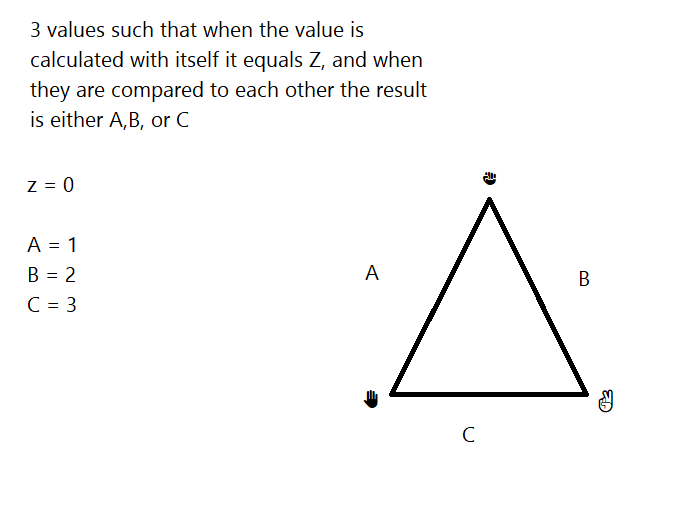 3 values such that when the value is
calculated with itself it equals Z, and when
they are compared to each other the result
is either A,B, or C
z = 0
A = 1
B = 2
C = 3
A
B
C